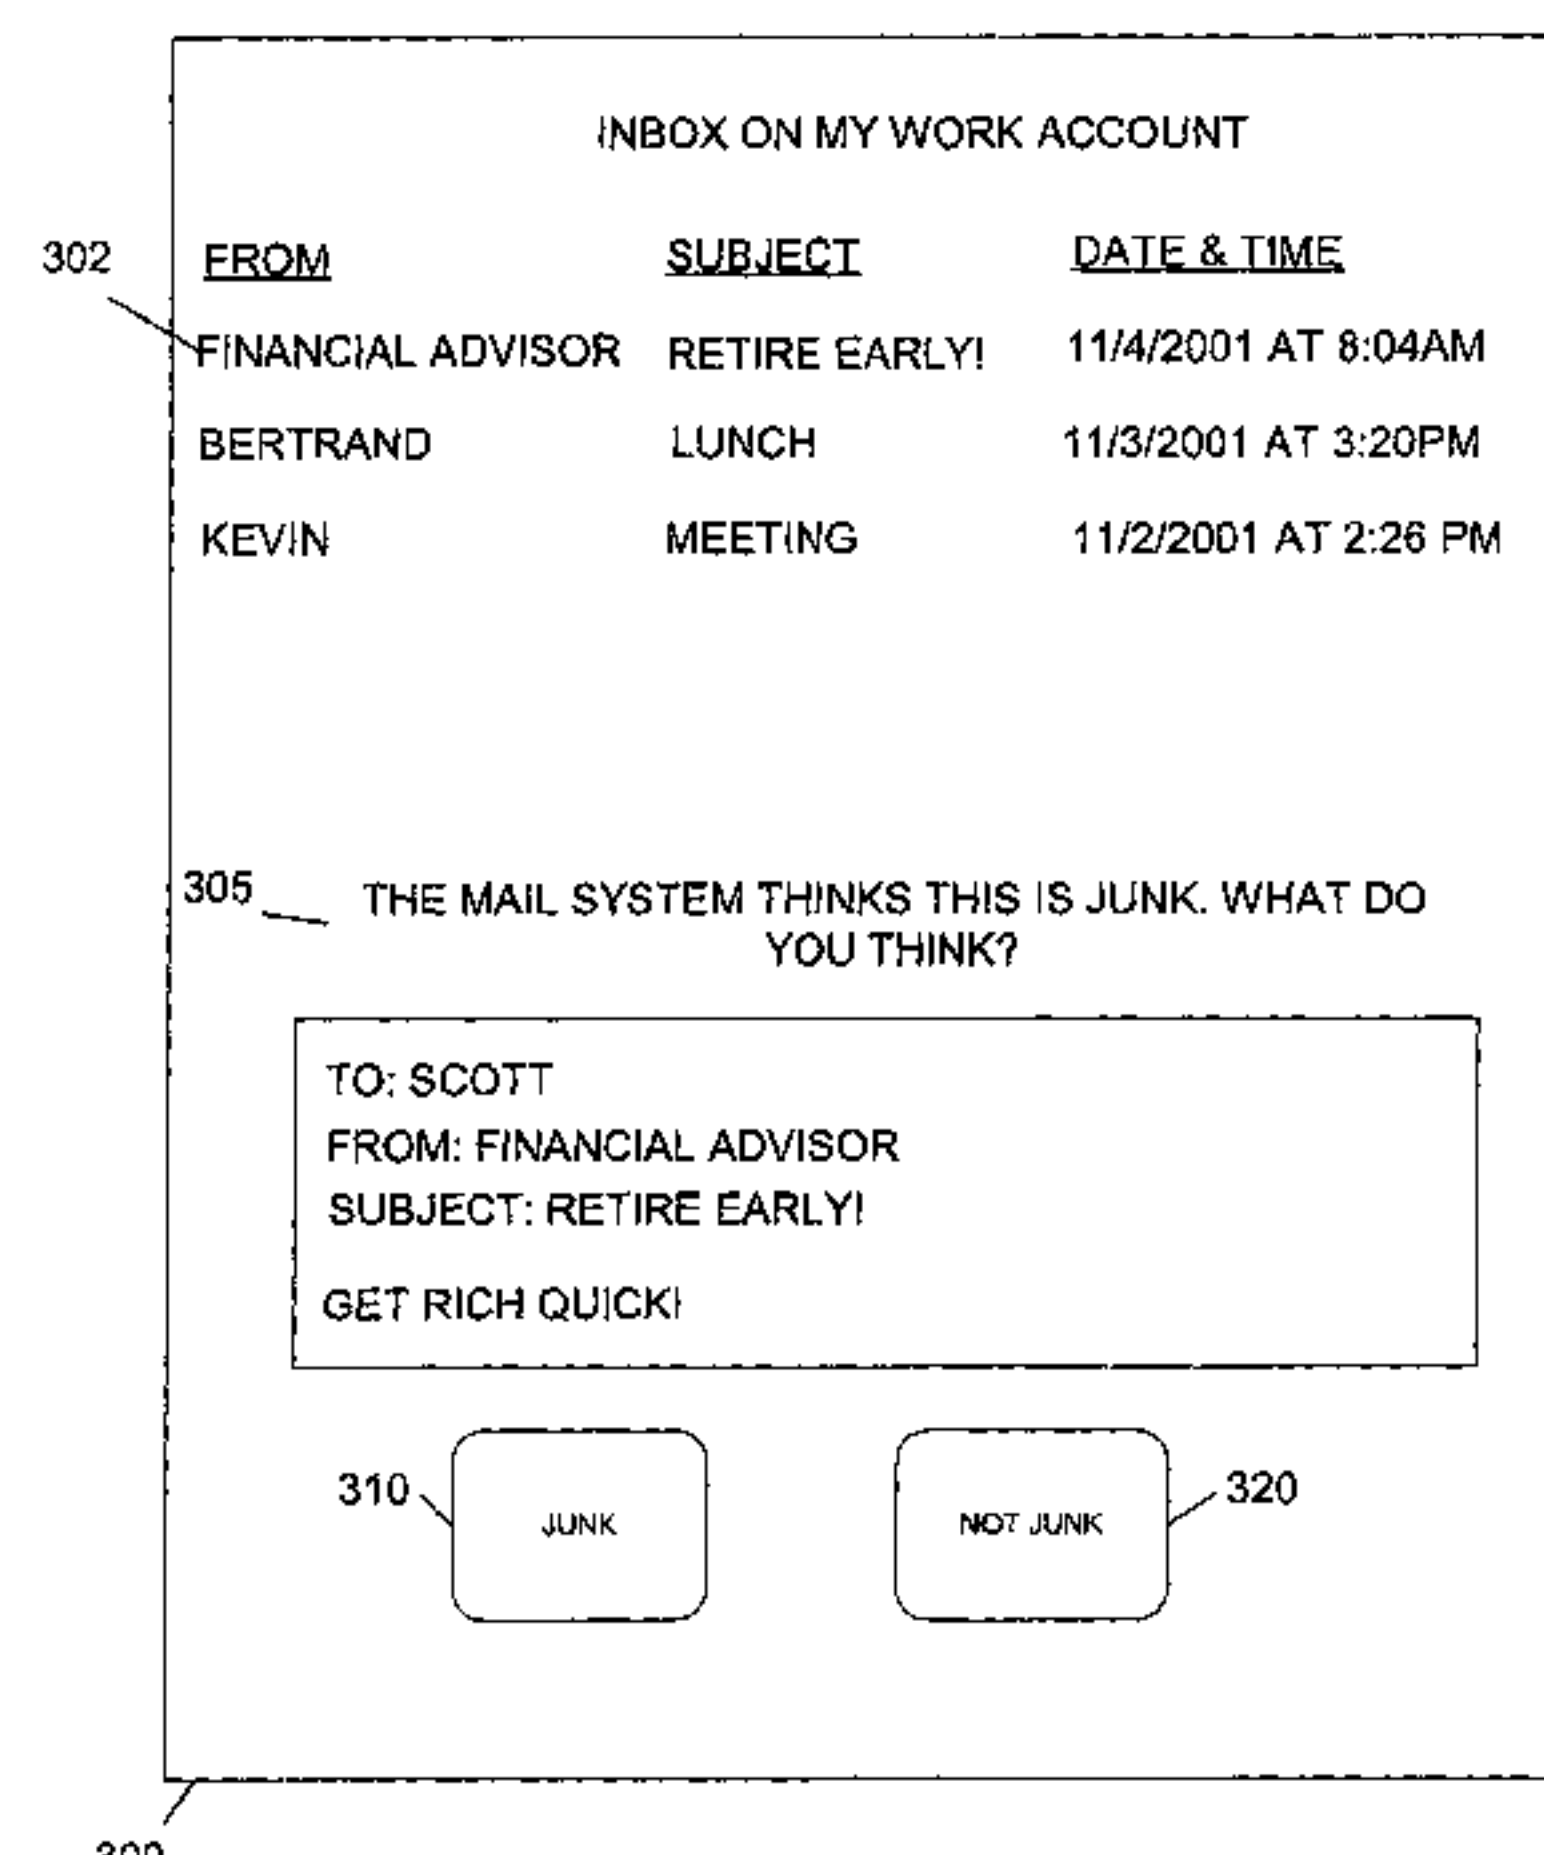 INBOX ON MY WORK ACCOUNT
302
FROM SUBJECT DATE & TIME
FINANCIAL ADVISOR RETIRE EARLY! 11/4/2001 AT 8:04AM
BERTRAND LUNCH 11/3/2001 AT 3:20PM
KEVIN MEETING 11/2/2001 AT 2:26 PM
305
THE MAIL SYSTEM THINKS THIS IS JUNK. WHAT DO
YOU THINK?
TO: SCOTT
FROM: FINANCIAL ADVISOR
SUBJECT: RETIRE EARLY!
GET RICH QUICK!
310 JUNK NOT JUNK 320